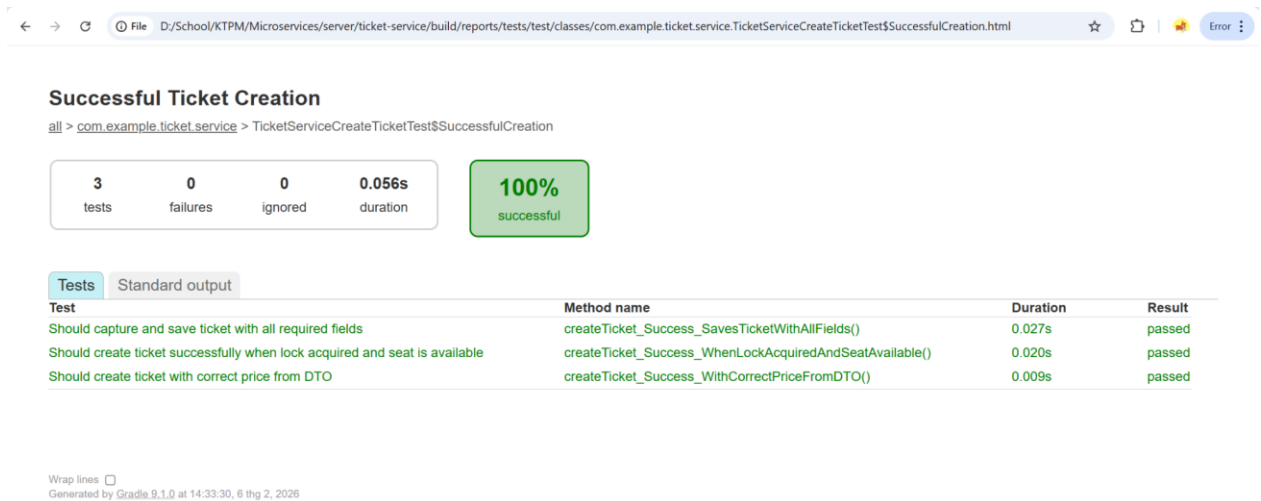 File D:/School/KTPM/Microservices/server/ticket-service/build/reports/tests/test/classes/com.example.ticket.service.TicketServiceCreateTicketTest$SuccessfulCreation.html Error
Successful Ticket Creation
all > com.example.ticket.service > TicketServiceCreateTicketTest$SuccessfulCreation
3 0 0 0.056s
tests failures ignored duration
100%
successful
Tests Standard output
Test Method name Duration Result
Should capture and save ticket with all required fields createTicket_Success_SavesTicketWithAllFields() 0.027s passed
Should create ticket successfully when lock acquired and seat is available createTicket_Success_WhenLockAcquiredAndSeatAvailable() 0.020s passed
Should create ticket with correct price from DTO createTicket_Success_WithCorrectPriceFromDTO() 0.009s passed
Wrap lines
Generated by Gradle 9.1.0 at 14:33:30, 6 thg 2, 2026